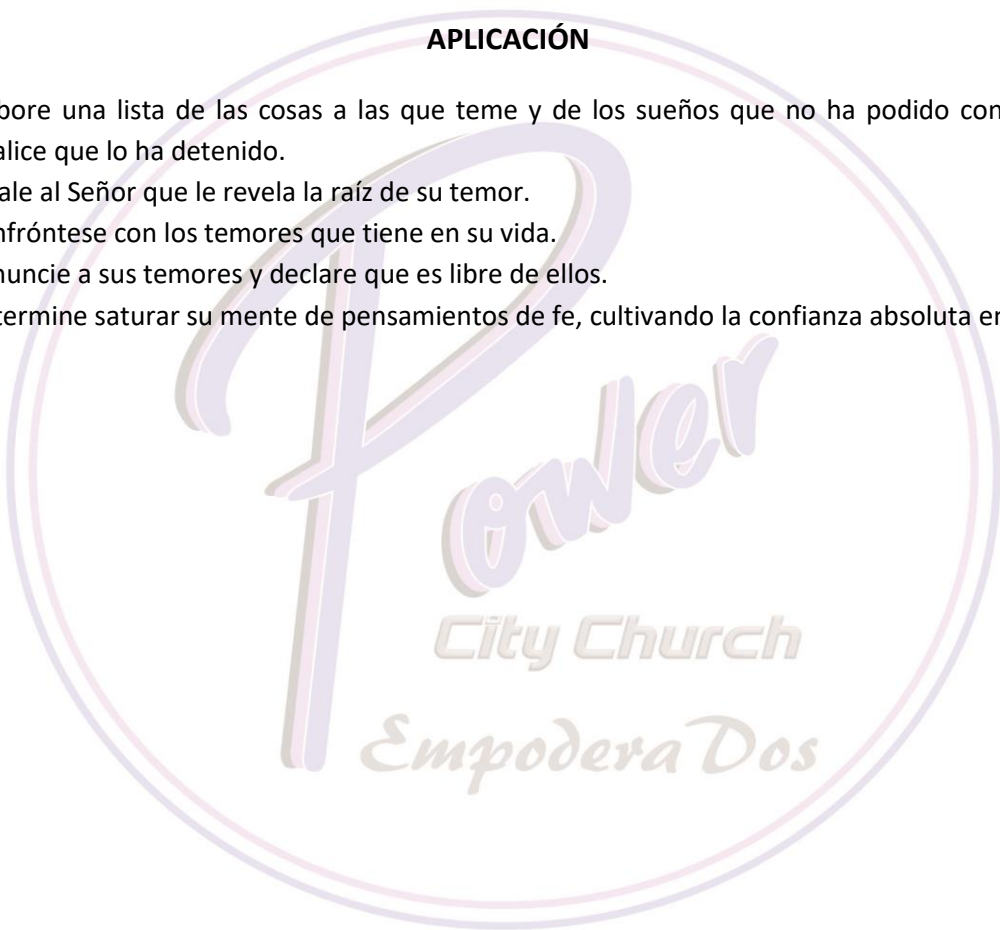 APLICACIÓN
bore una lista de las cosas a las que teme y de los sueños que no ha podido con
alice que lo ha detenido.
ale al Señor que le revela la raíz de su temor.
nfróntese con los temores que tiene en su vida.
nuncie a sus temores y declare que es libre de ellos.
termine saturar su mente de pensamientos de fe, cultivando la confianza absoluta en
Power
City Church
Empodera Dos